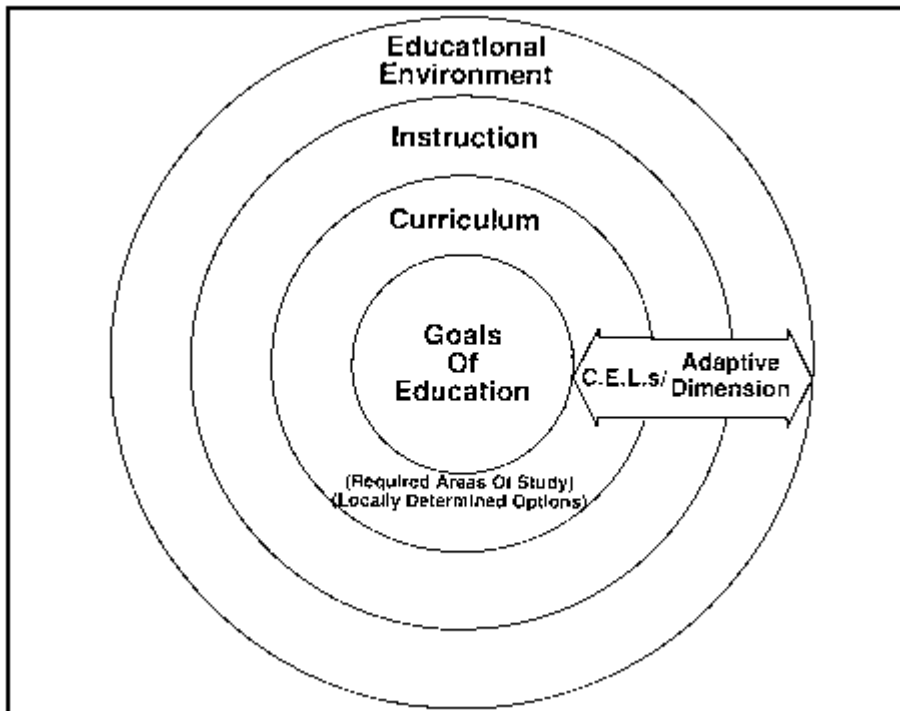 Educational
Environment
Instruction
Curriculum
Goals
Of
Education
C.E.L.s/
Adaptive
Dimension
(Required Areas Of Study)
(Locally Determined Options)